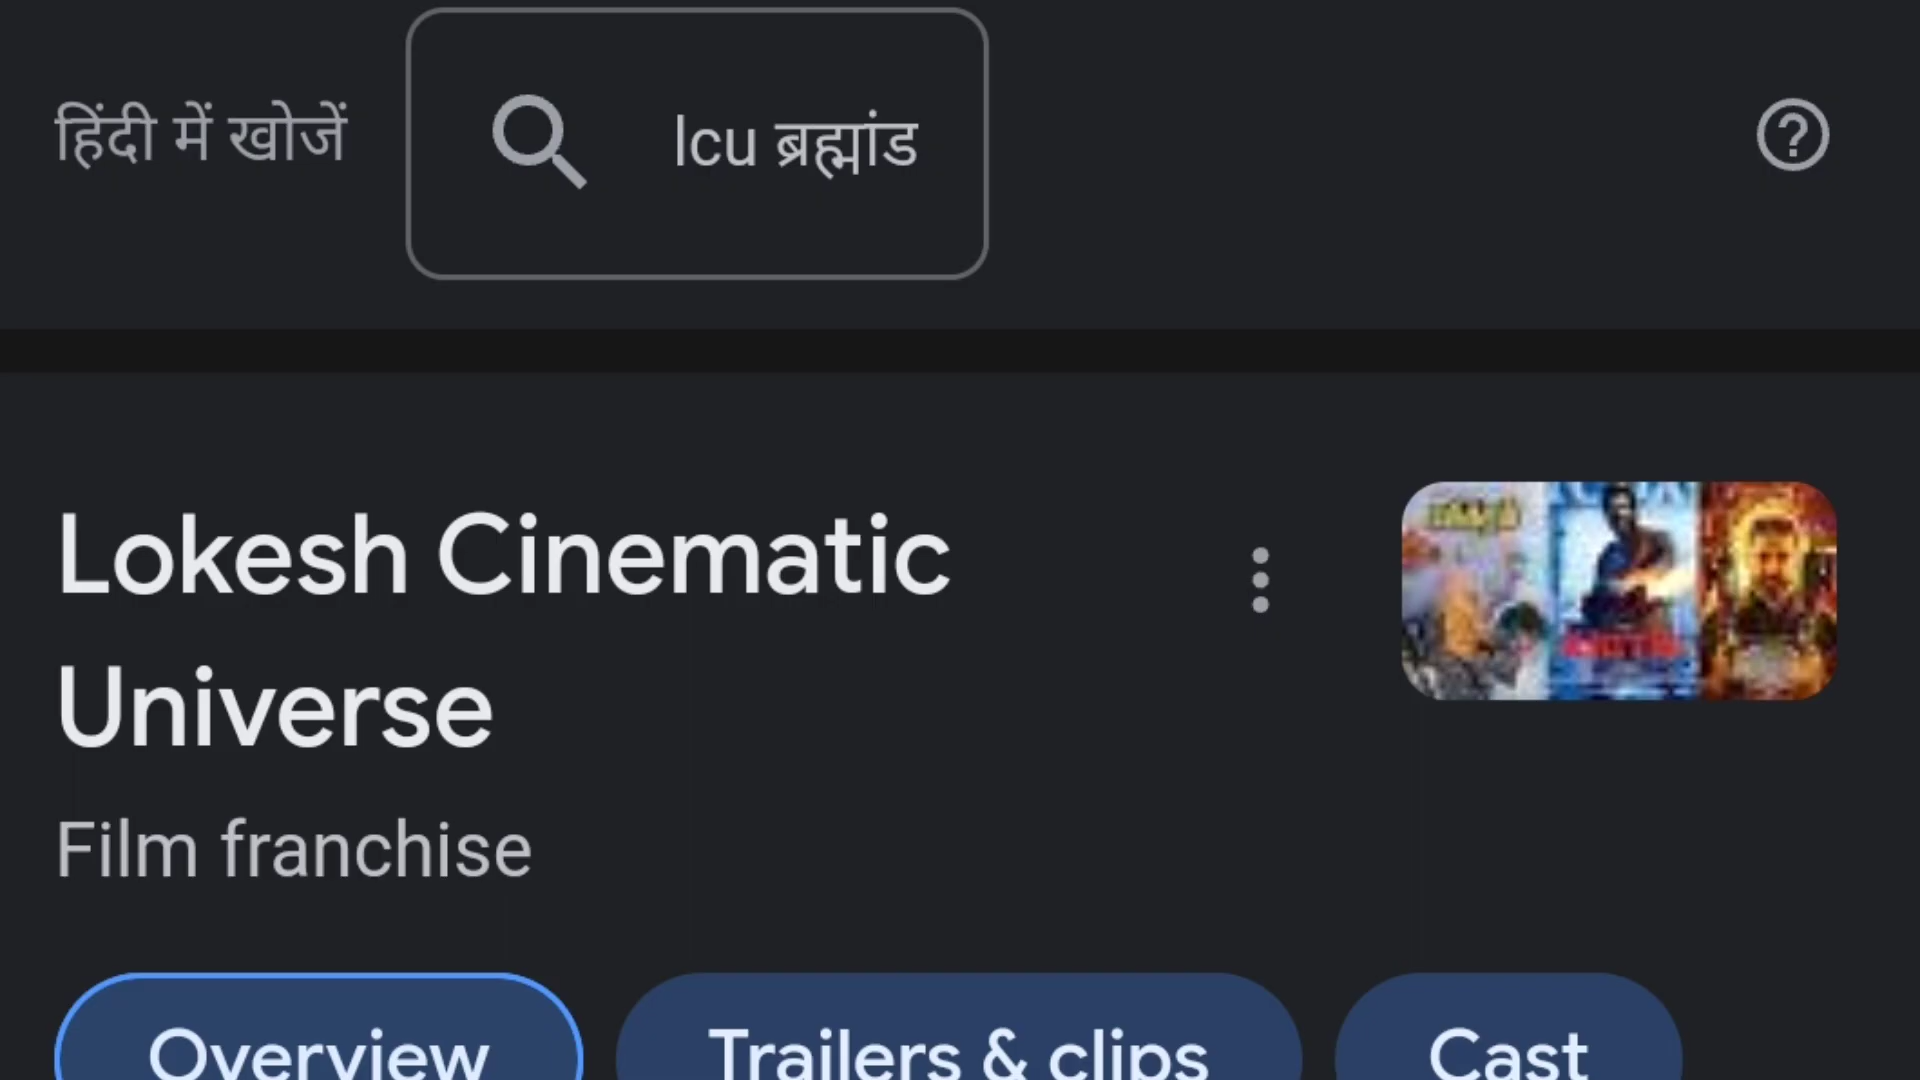 हिंदी में खोजें
lcu ब्रह्मांड
Lokesh Cinematic
Universe
Film franchise
Overview
Trailers & clips
Cast